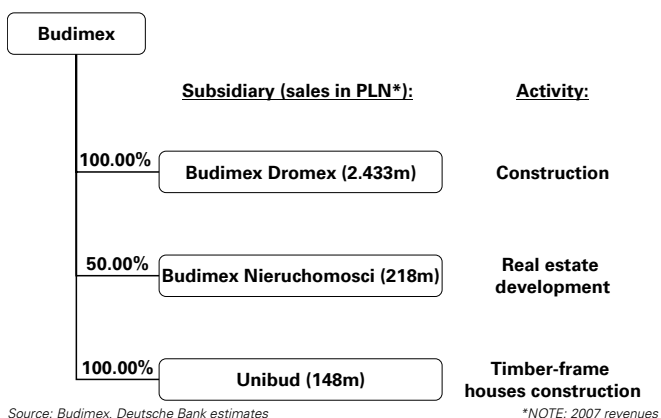 Budimex
Subsidiary (sales in PLN*):
Activity:
100.00%
Budimex Dromex (2.433m)
Construction
50.00%
Budimex Nieruchomosci (218m)
Real estate
development
100.00%
Unibud (148m)
Timber-frame
houses construction
Source: Budimex, Deutsche Bank estimates
*NOTE: 2007 revenues